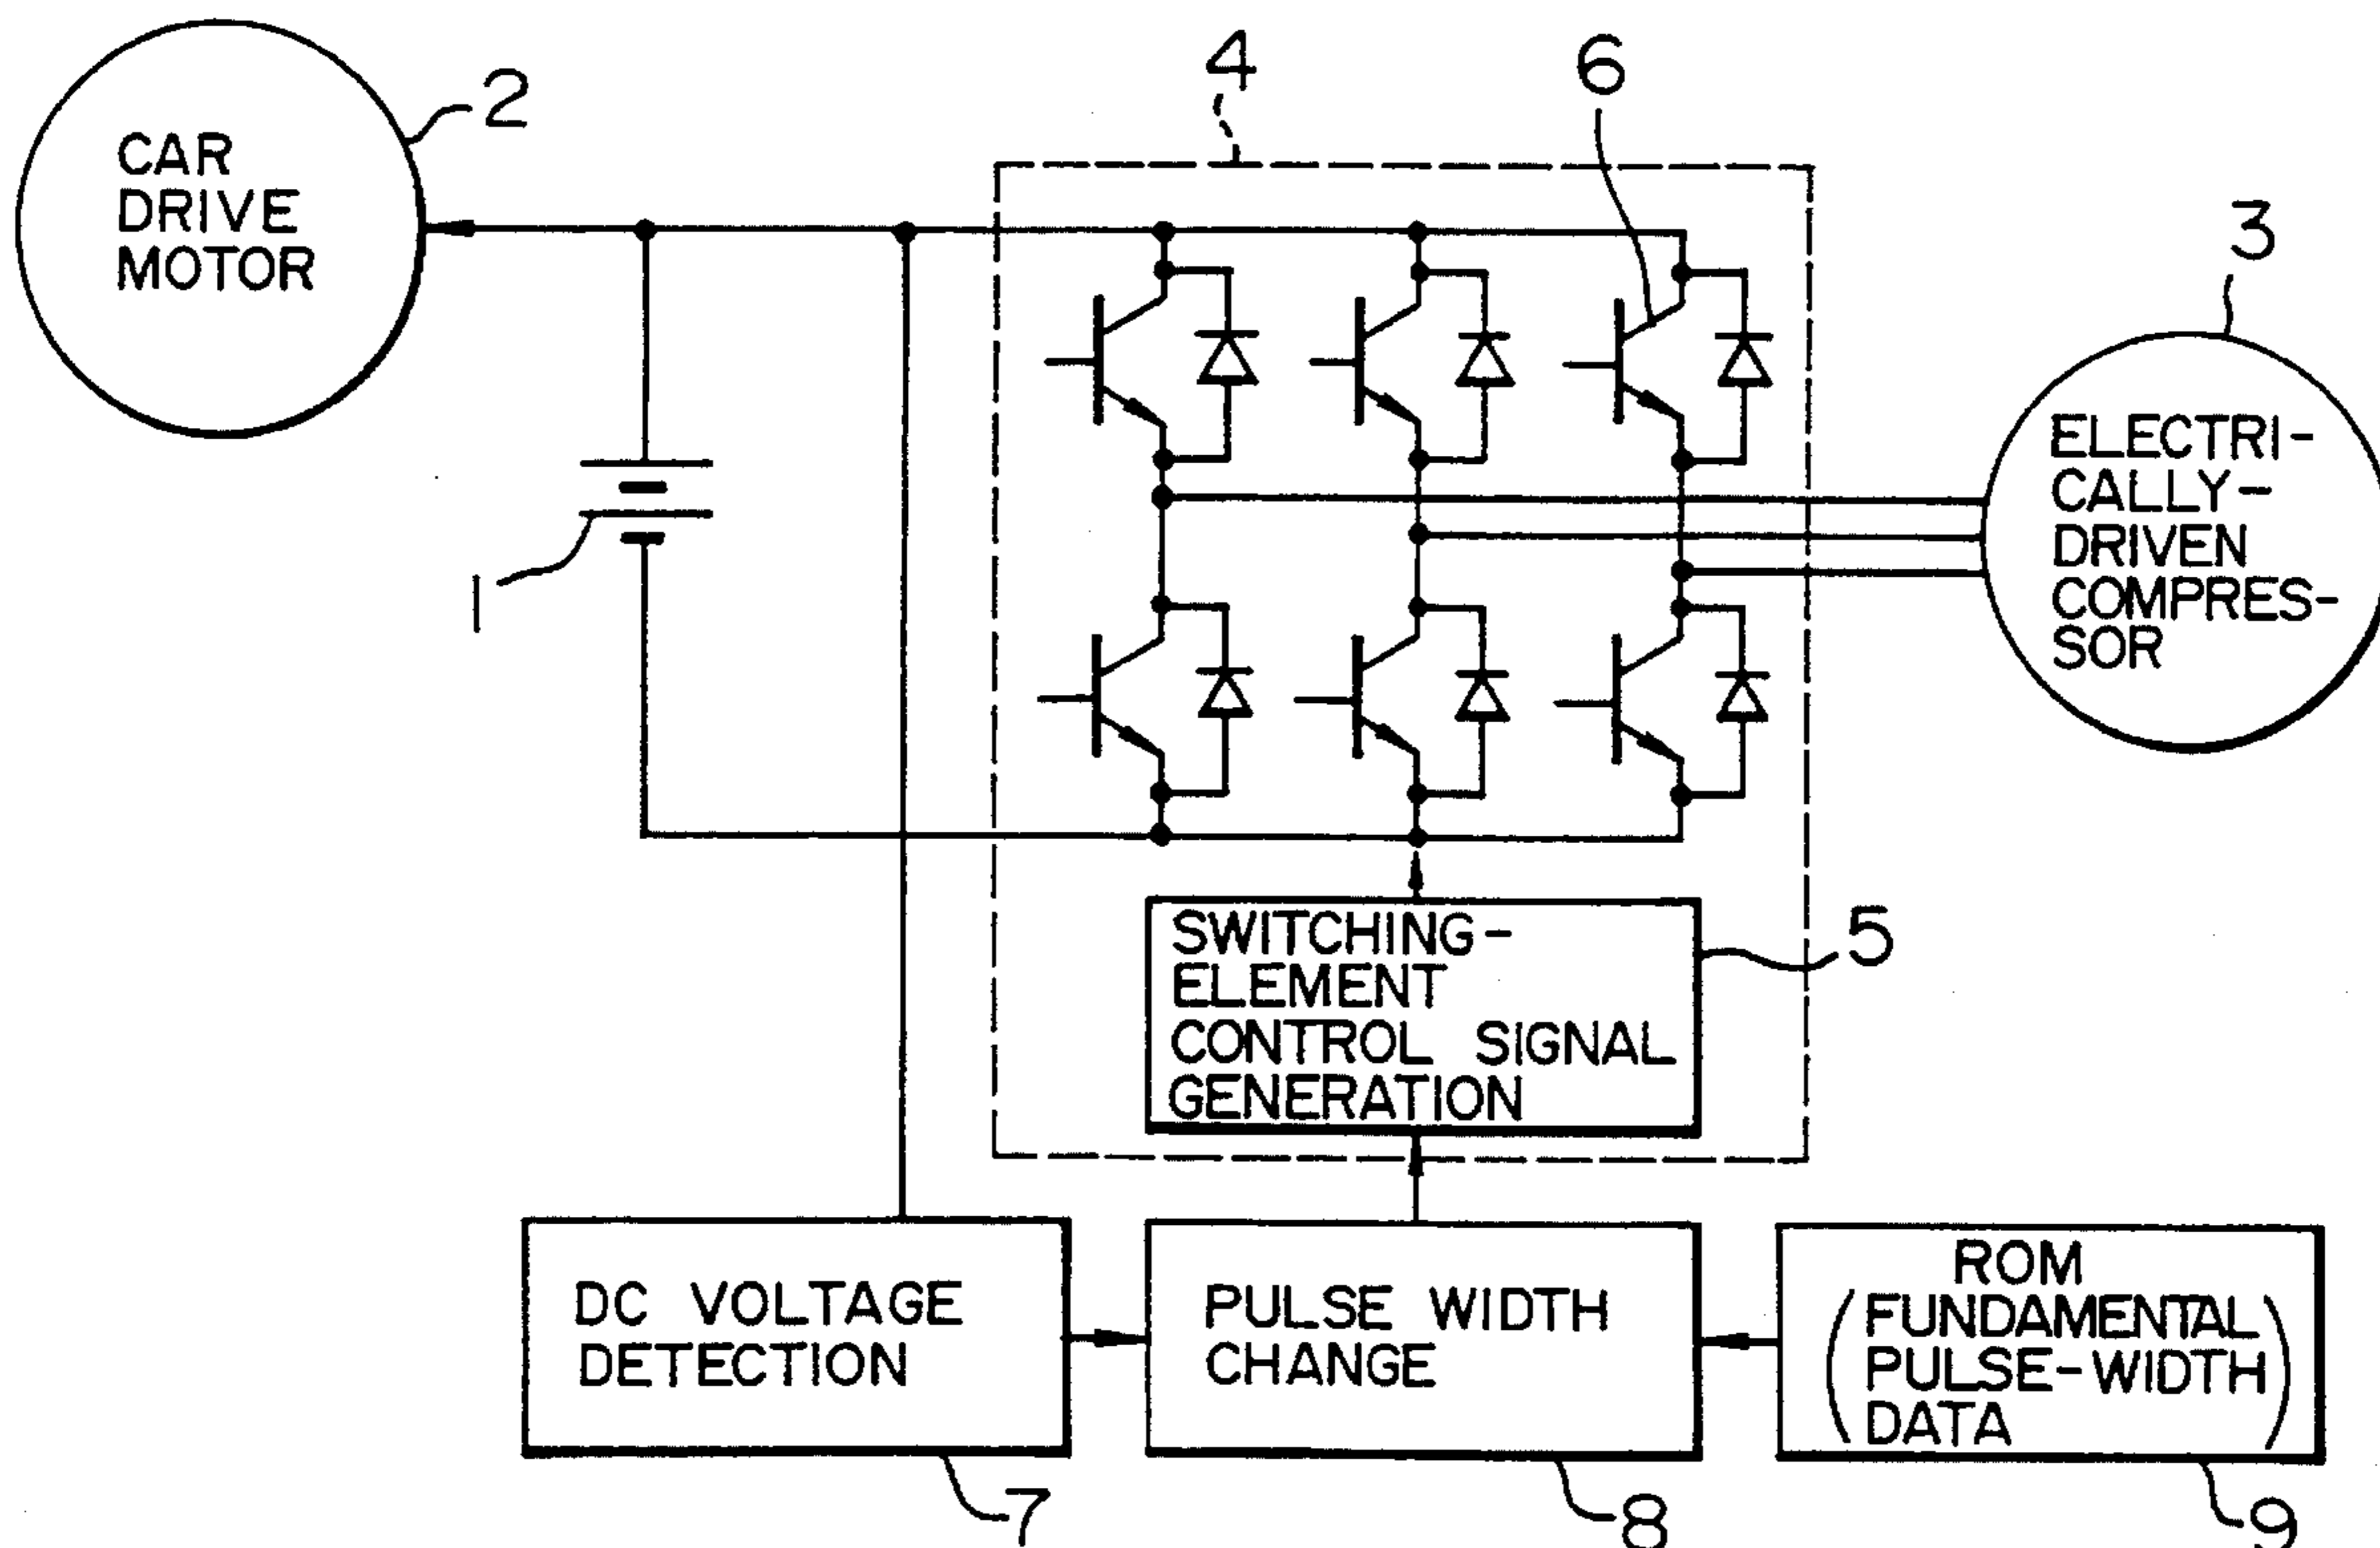 2
4
6
CAR
DRIVE
MOTOR
3
ELECTRI-
CALLY-
DRIVEN
COMPRES-
SOR
1
SWITCHING-
ELEMENT
CONTROL SIGNAL
GENERATION
5
DC VOLTAGE
DETECTION
PULSE WIDTH
CHANGE
ROM
(FUNDAMENTAL
PULSE-WIDTH
DATA)
7
8
9